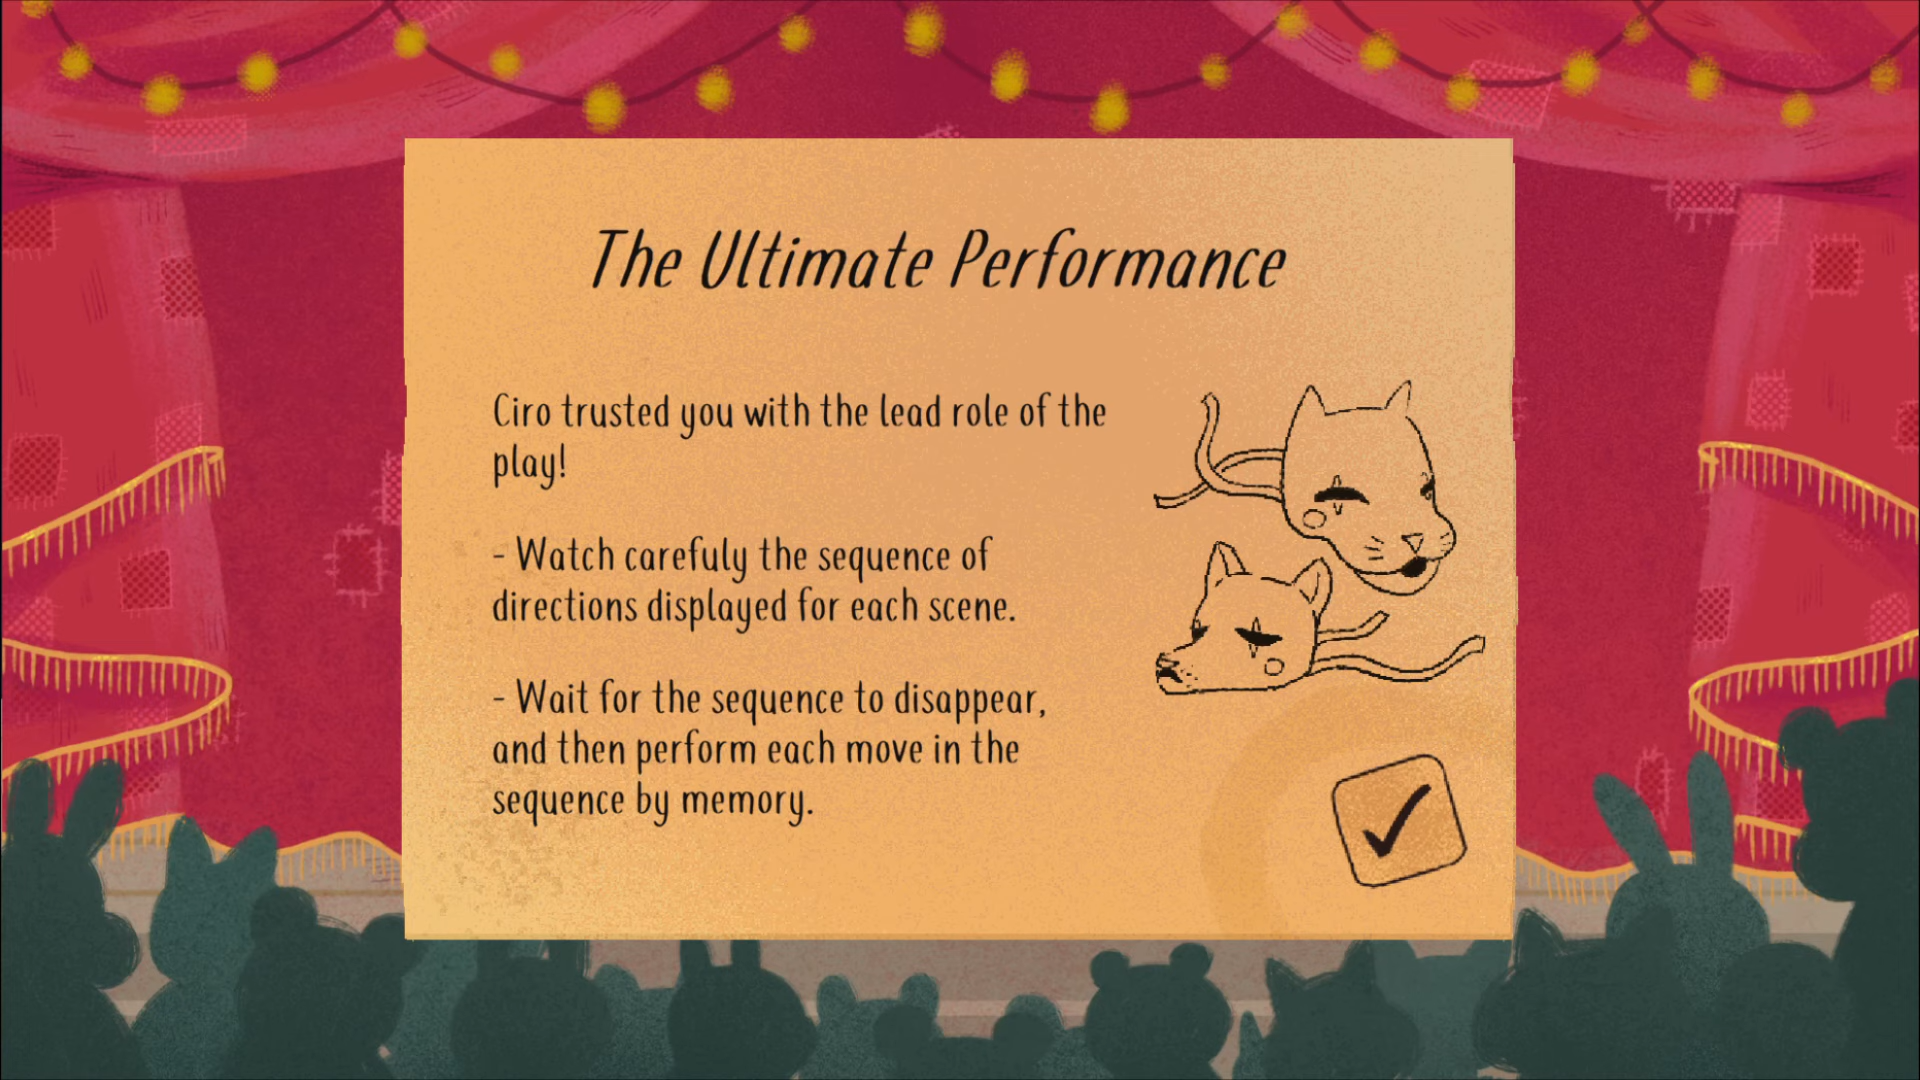 The Ultimate Performance
Ciro trusted you with the lead role of the
play!
- Watch carefuly the sequence of
directions displayed for each scene.
- Wait for the sequence to disappear,
and then perform each move in the
sequence by memory.